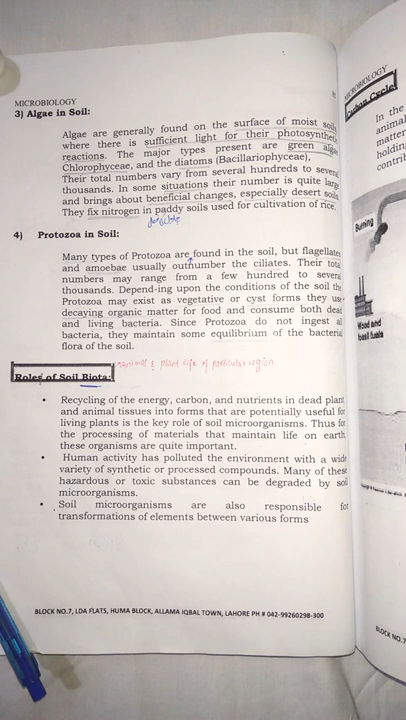 MICROBIOLOGY
3) Algae in Soil:
Algae are generally found on the surface of moist soils
where there is sufficient light for their photosynthetic
reactions. The major types present are green algae
Chlorophyceae, and the diatoms (Bacillariophyceae),
Their total numbers vary from several hundreds to several
thousands. In some situations their number is quite large
and brings about beneficial changes, especially desert soils.
They fix nitrogen in paddy soils used for cultivation of rice.
4) Protozoa in Soil:
Many types of Protozoa are found in the soil, but flagellates
and amoebae usually outnumber the ciliates. Their total
numbers may range from a few hundred to several
thousands. Depend-ing upon the conditions of the soil the
Protozoa may exist as vegetative or cyst forms they use
decaying organic matter for food and consume both dead
and living bacteria. Since Protozoa do not ingest all
bacteria, they maintain some equilibrium of the bacterial
flora of the soil.
animal & plant life of particular region
Roles of Soil Biota:
• Recycling of the energy, carbon, and nutrients in dead plant
and animal tissues into forms that are potentially useful for
living plants is the key role of soil microorganisms. Thus for
the processing of materials that maintain life on earth
these organisms are quite important.
• Human activity has polluted the environment with a wide
variety of synthetic or processed compounds. Many of these
hazardous or toxic substances can be degraded by soil
microorganisms.
• Soil microorganisms are also responsible for
transformations of elements between various forms
BLOCK NO.7, LDA FLATS, HUMA BLOCK, ALLAMA IQBAL TOWN, LAHORE PH # 042-99260298-300
MICROBIOLOGY
Carbon Cycle
In the
animal
matter
holdin
contrib
Burning
Wood and
fossil fuels
BLOCK NO.7